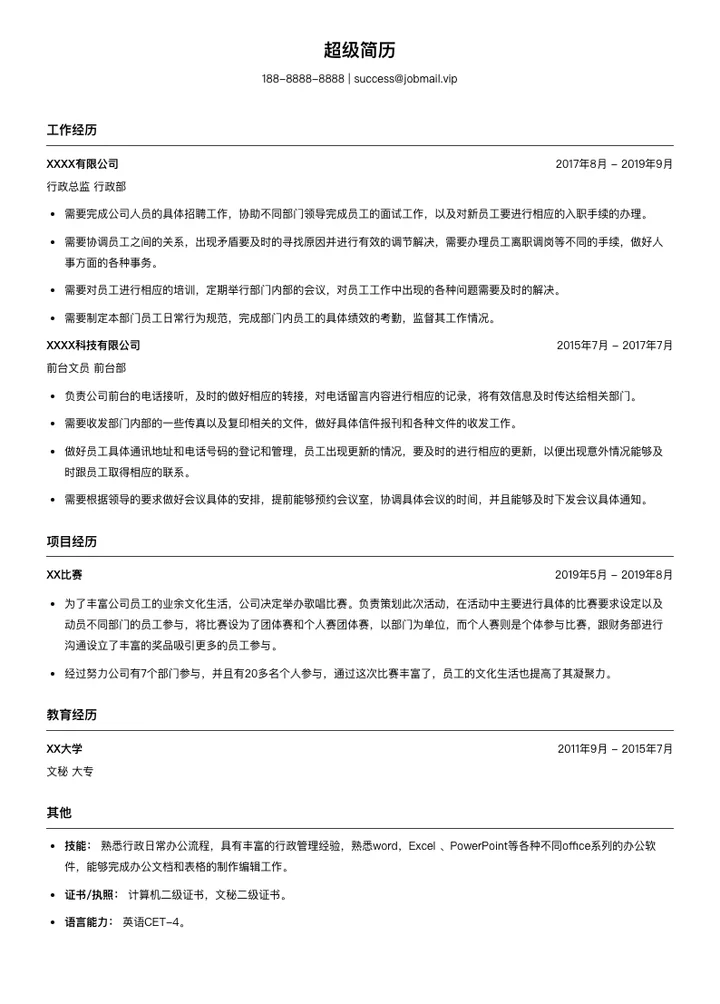 超级简历
188-8888-8888 | success@jobmail.vip
工作经历
XXXX有限公司 2017年8月 – 2019年9月
行政总监 行政部
• 需要完成公司人员的具体招聘工作，协助不同部门领导完成员工的面试工作，以及对新员工要进行相应的入职手续的办理。
• 需要协调员工之间的关系，出现矛盾要及时的寻找原因并进行有效的调节解决，需要办理员工离职调岗等不同的手续，做好人
事方面的各种事务。
• 需要对员工进行相应的培训，定期举行部门内部的会议，对员工工作中出现的各种问题需要及时的解决。
• 需要制定本部门员工日常行为规范，完成部门内员工的具体绩效的考勤，监督其工作情况。
XXXX科技有限公司 2015年7月 – 2017年7月
前台文员 前台部
• 负责公司前台的电话接听，及时的做好相应的转接，对电话留言内容进行相应的记录，将有效信息及时传达给相关部门。
• 需要收发部门内部的一些传真以及复印相关的文件，做好具体信件报刊和各种文件的收发工作。
• 做好员工具体通讯地址和电话号码的登记和管理，员工出现更新的情况，要及时的进行相应的更新，以便出现意外情况能够及
时跟员工取得相应的联系。
• 需要根据领导的要求做好会议具体的安排，提前能够预约会议室，协调具体会议的时间，并且能够及时下发会议具体通知。
项目经历
XX比赛 2019年5月 – 2019年8月
• 为了丰富公司员工的业余文化生活，公司决定举办歌唱比赛。负责策划此次活动，在活动中主要进行具体的比赛要求设定以及
动员不同部门的员工参与，将比赛设为了团体赛和个人赛团体赛，以部门为单位，而个人赛则是个体参与比赛，跟财务部进行
沟通设立了丰富的奖品吸引更多的员工参与。
• 经过努力公司有7个部门参与，并且有20多名个人参与，通过这次比赛丰富了，员工的文化生活也提高了其凝聚力。
教育经历
XX大学 2011年9月 – 2015年7月
文秘 大专
其他
• 技能： 熟悉行政日常办公流程，具有丰富的行政管理经验，熟悉word，Excel 、PowerPoint等各种不同office系列的办公软
件，能够完成办公文档和表格的制作编辑工作。
• 证书/执照： 计算机二级证书，文秘二级证书。
• 语言能力： 英语CET-4。